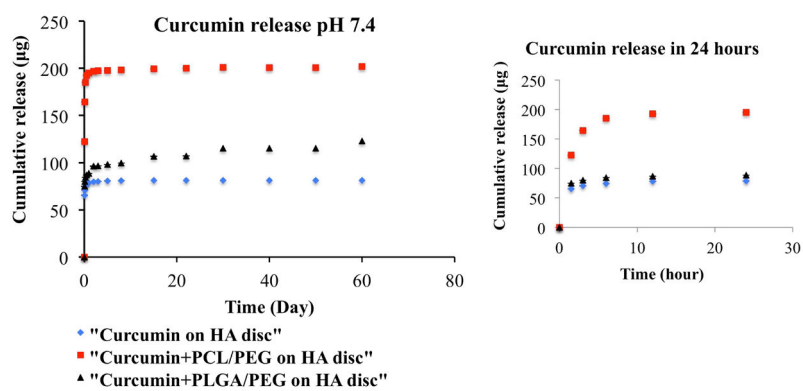 Curcumin release pH 7.4
Cumulative release (µg)
250
200
150
100
50
0
0
20
40
60
80
Time (Day)
"Curcumin on HA disc"
"Curcumin+PCL/PEG on HA disc"
"Curcumin+PLGA/PEG on HA disc"
Curcumin release in 24 hours
Cumulative release (µg)
250
200
150
100
50
0
0
10
20
30
Time (hour)